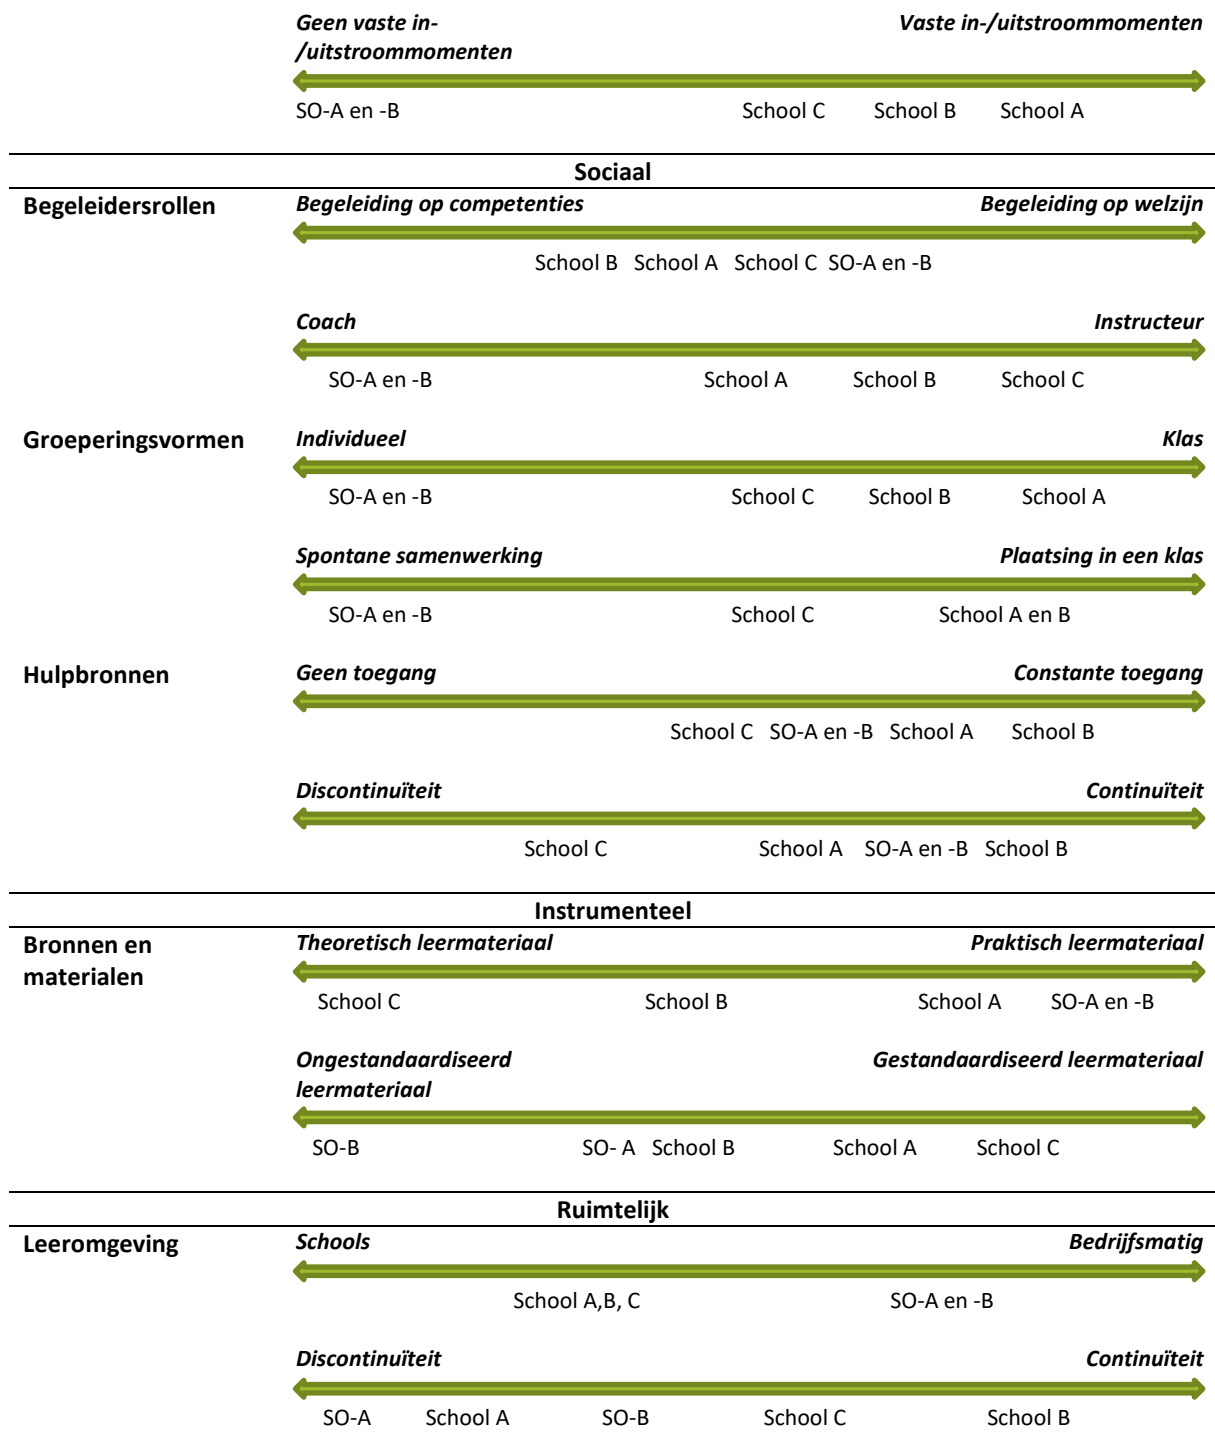 Geen vaste in- Vaste in-/uitstroommomenten
/uitstroommomenten
SO-A en -B School C School B School A
Sociaal
Begeleidersrollen Begeleiding op competenties Begeleiding op welzijn
School B School A School C SO-A en -B
Coach Instructeur
SO-A en -B School A School B School C
Groeperingsvormen Individueel Klas
SO-A en -B School C School B School A
Spontane samenwerking Plaatsing in een klas
SO-A en -B School C School A en B
Hulpbronnen Geen toegang Constante toegang
School C SO-A en -B School A School B
Discontinuïteit Continuïteit
School C School A SO-A en -B School B
Instrumenteel
Bronnen en Theoretisch leermateriaal Praktisch leermateriaal
materialen
School C School B School A SO-A en -B
Ongestandaardiseerd Gestandaardiseerd leermateriaal
leermateriaal
SO-B SO- A School B School A School C
Ruimtelijk
Leeromgeving Schools Bedrijfsmatig
School A,B, C SO-A en -B
Discontinuïteit Continuïteit
SO-A School A SO-B School C School B